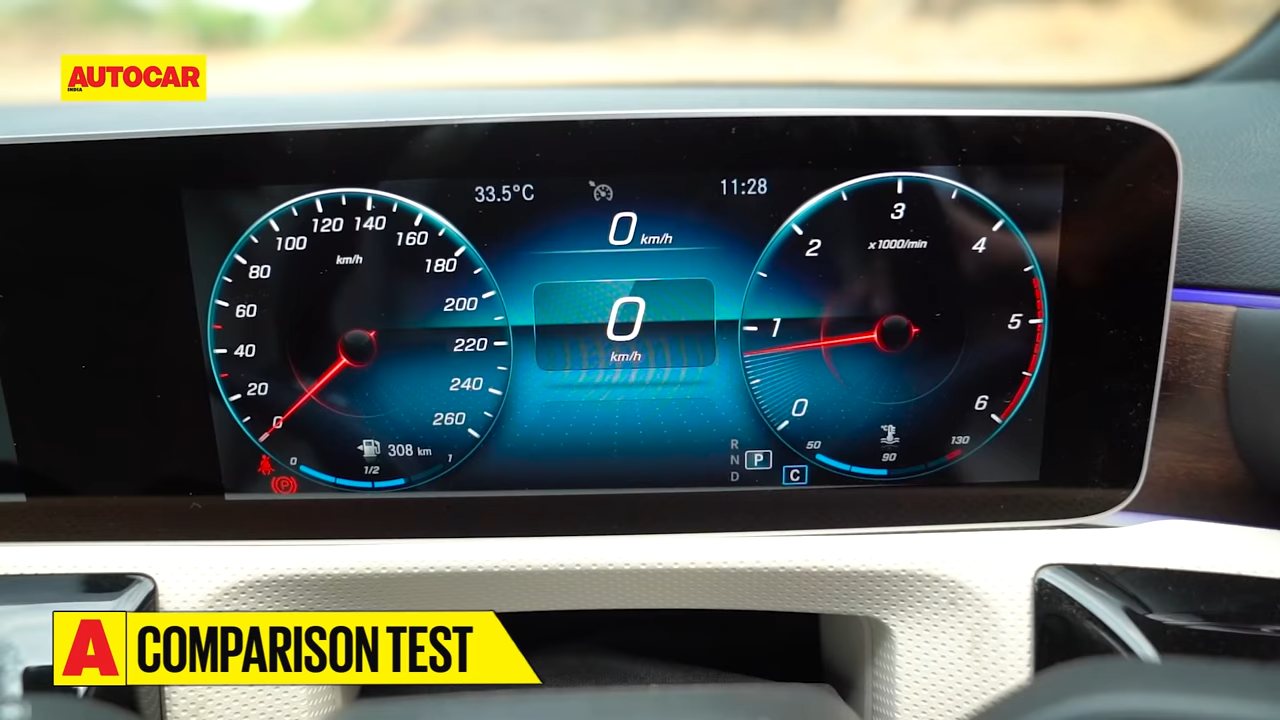 AUTOCAR
INDIA
33.5°C
11:28
0 km/h
0
km/h
0
20
40
60
80
100
120
140
160
180
200
220
240
260
km/h
0
1/2
1
308 km
P
R
N P
D
C
0
1
2
3
4
5
6
x1000/min
°C
50
90
130
A COMPARISON TEST